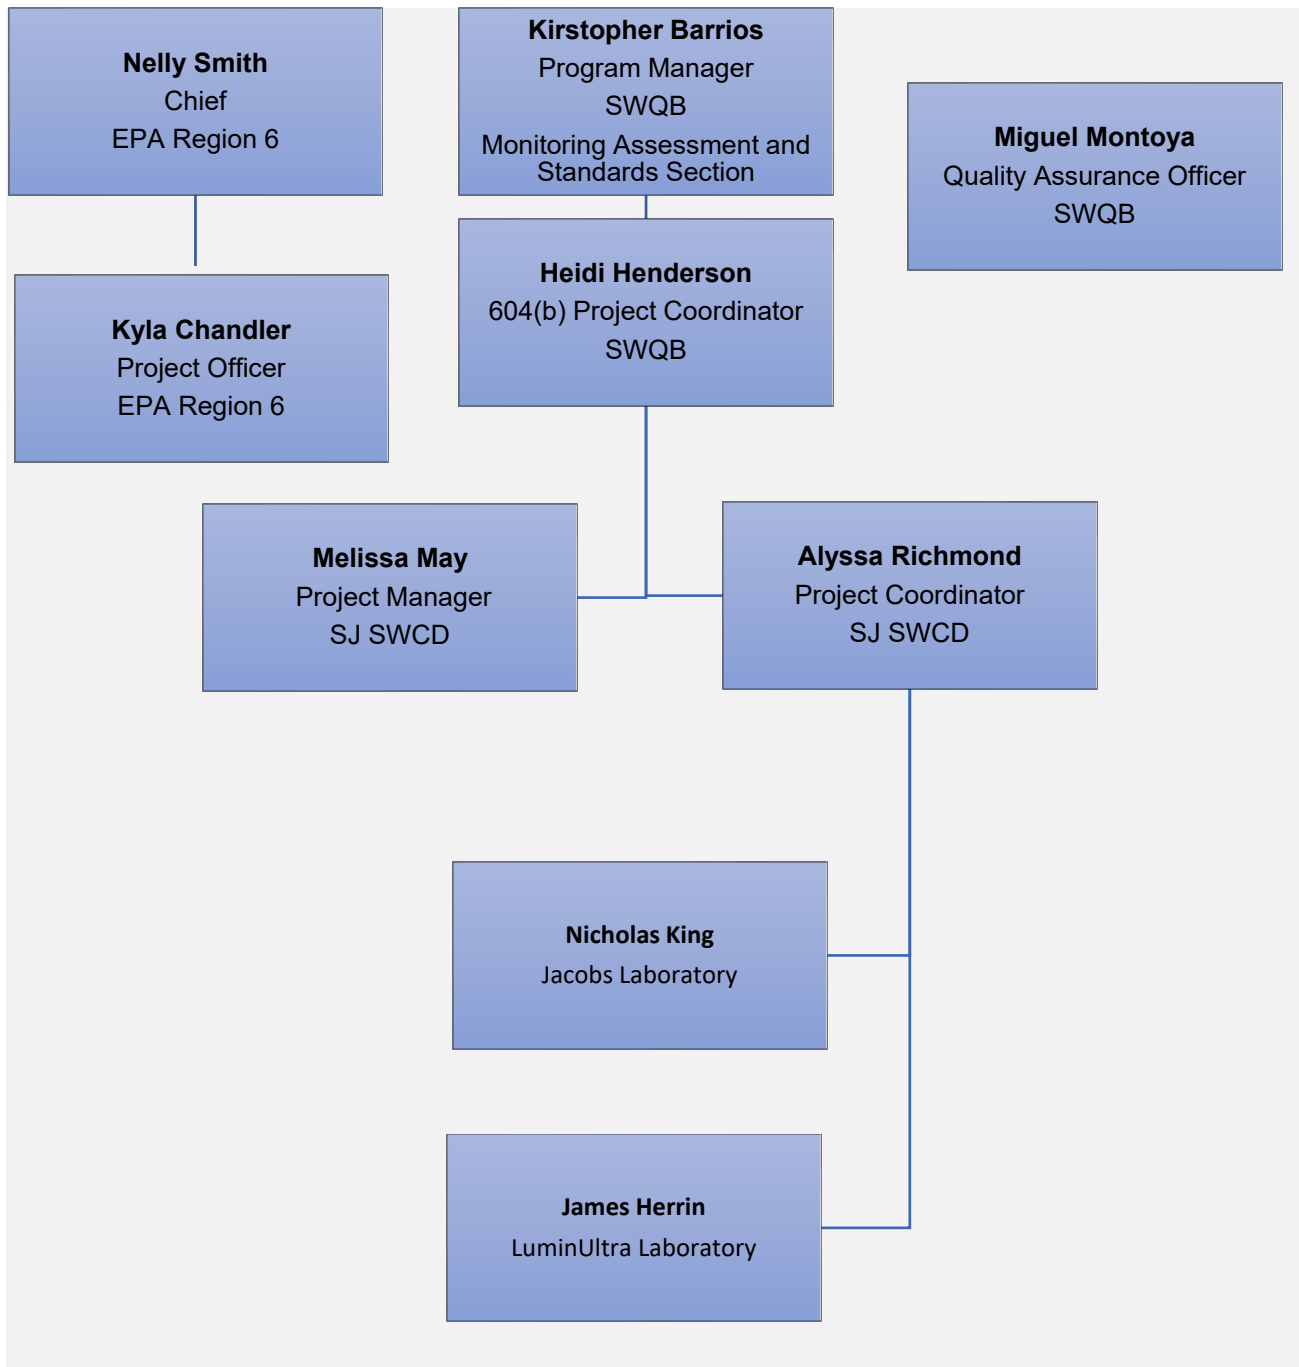 Nelly Smith
Chief
EPA Region 6
Kirstopher Barrios
Program Manager
SWQB
Monitoring Assessment and
Standards Section
Miguel Montoya
Quality Assurance Officer
SWQB
Kyla Chandler
Project Officer
EPA Region 6
Heidi Henderson
604(b) Project Coordinator
SWQB
Melissa May
Project Manager
SJ SWCD
Alyssa Richmond
Project Coordinator
SJ SWCD
Nicholas King
Jacobs Laboratory
James Herrin
LuminUltra Laboratory